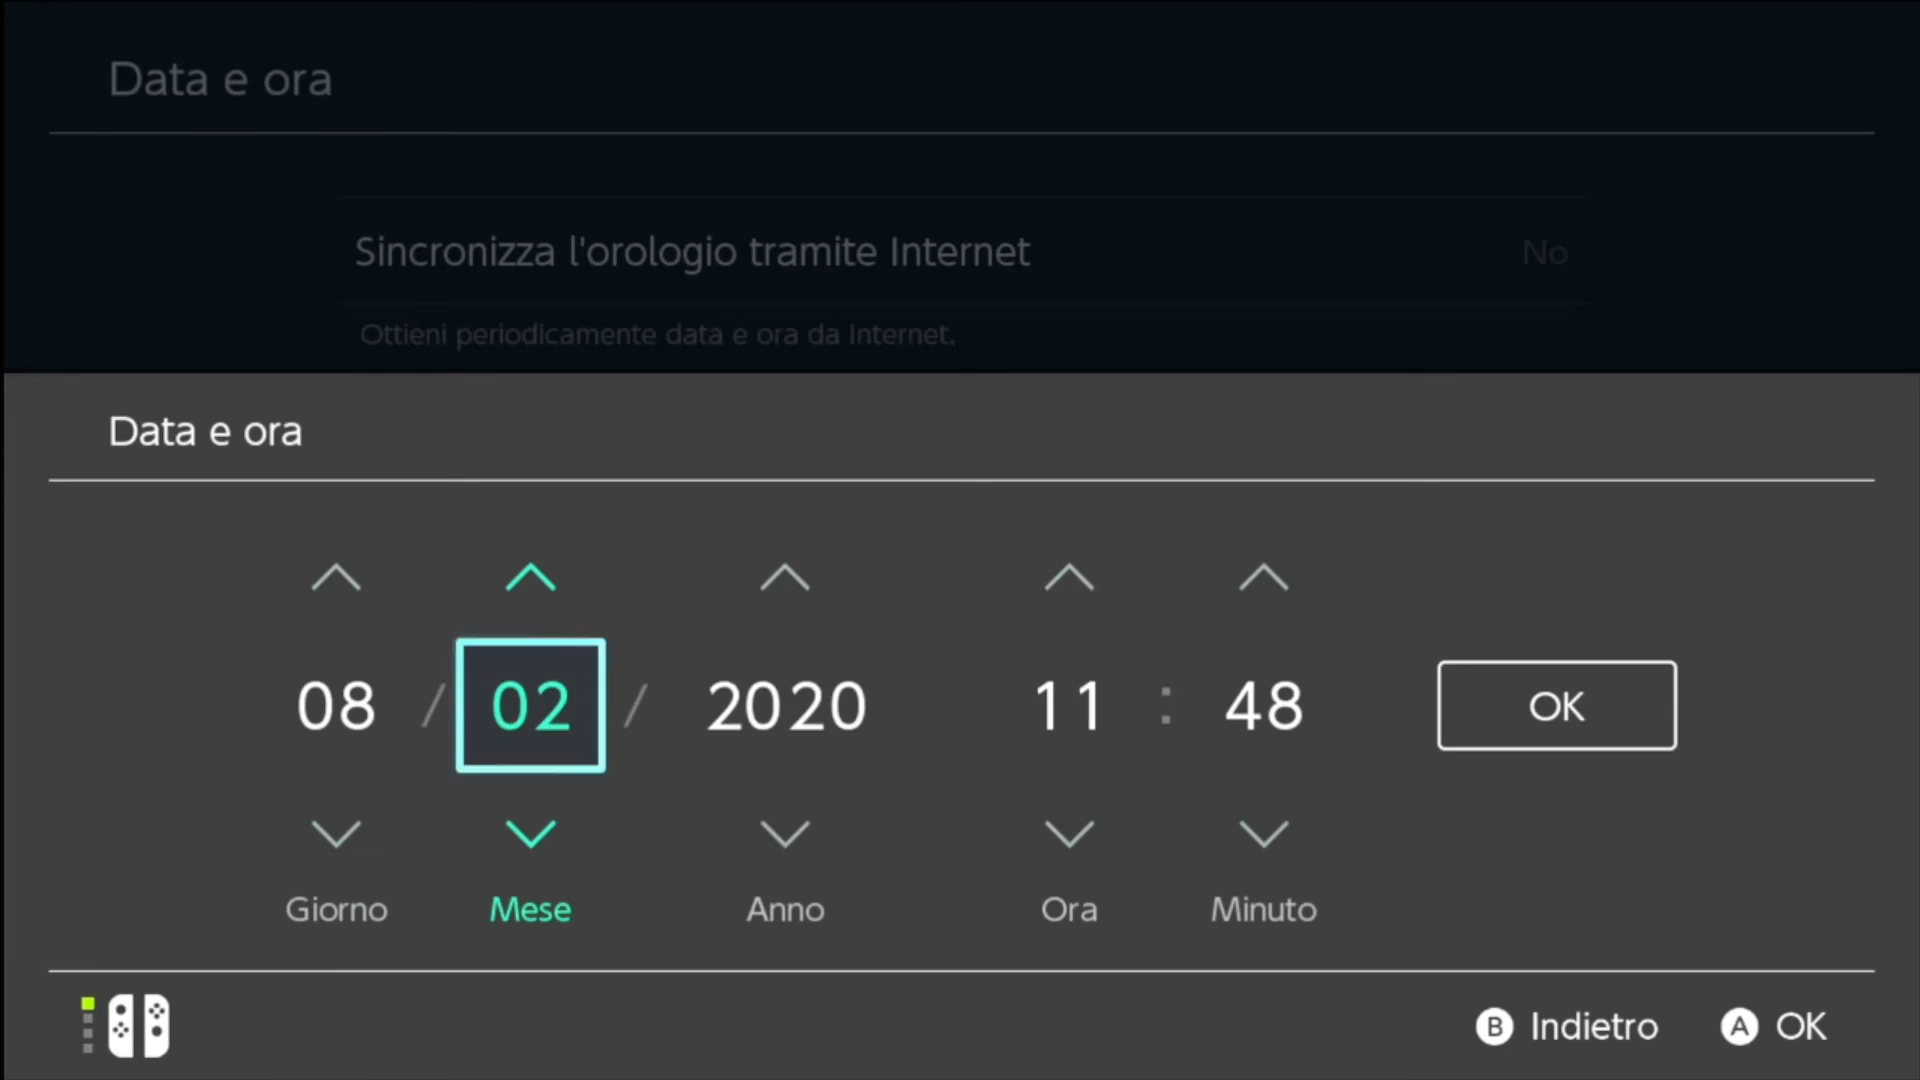 Data e ora
Sincronizza l'orologio tramite Internet No
Ottieni periodicamente data e ora da Internet.
Data e ora
08 / 02 / 2020 11 : 48 OK
Giorno Mese Anno Ora Minuto
B Indietro A OK